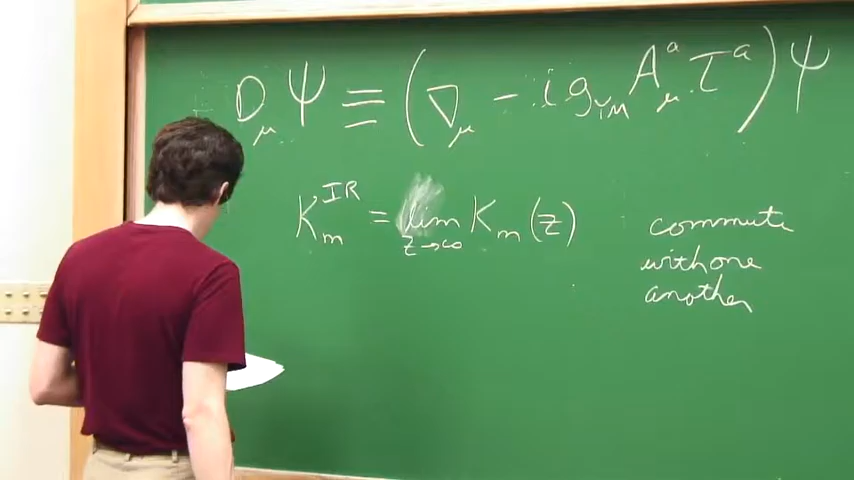 D_μ Ψ ≡ (∇_μ - i g_YM A^a_μ τ^a) Ψ
K_m^IR = lim_{z→∞} K_m(z)
commute
with one
another